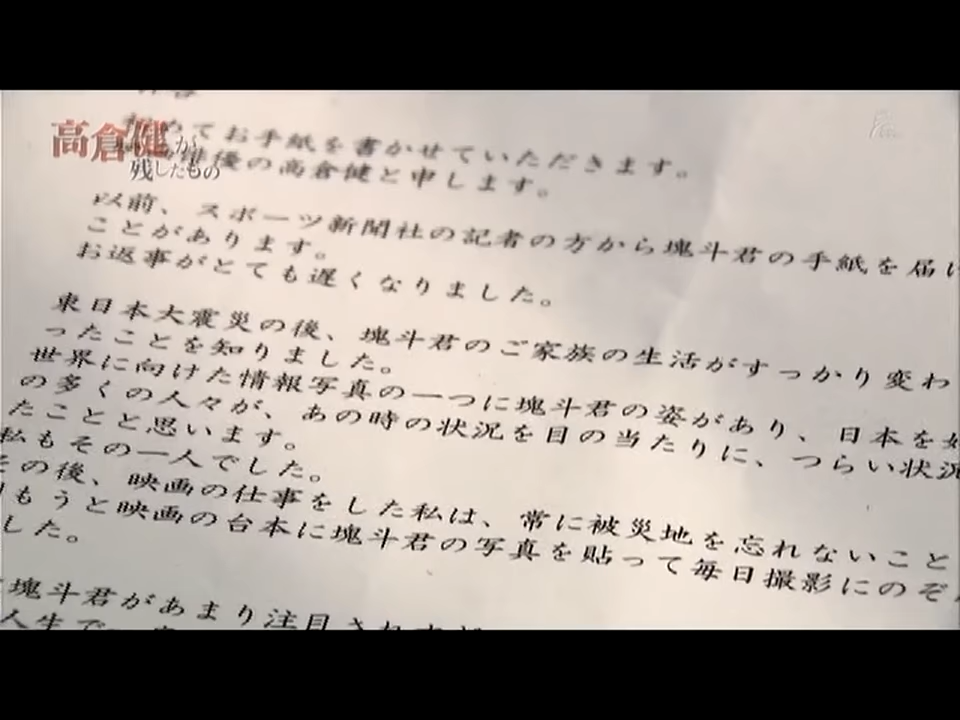 高倉健
残したもの
めてお手紙を書かせていただきます。
俳優の高倉健と申します。
以前、スポーツ新聞社の記者の方から塊斗君の手紙を届け
ことがあります。
お返事がとても遅くなりました。
東日本大震災の後、塊斗君のご家族の生活がすっかり変わ
ったことを知りました。
世界に向けた情報写真の一つに塊斗君の姿があり、日本を
の多くの人々が、あの時の状況を目の当たりに、つらい状況
たことと思います。
私もその一人でした。
その後、映画の仕事をした私は、常に被災地を忘れないこと
もうと映画の台本に塊斗君の写真を貼って毎日撮影にのぞ
した。
塊斗君があまり注目され
人生で